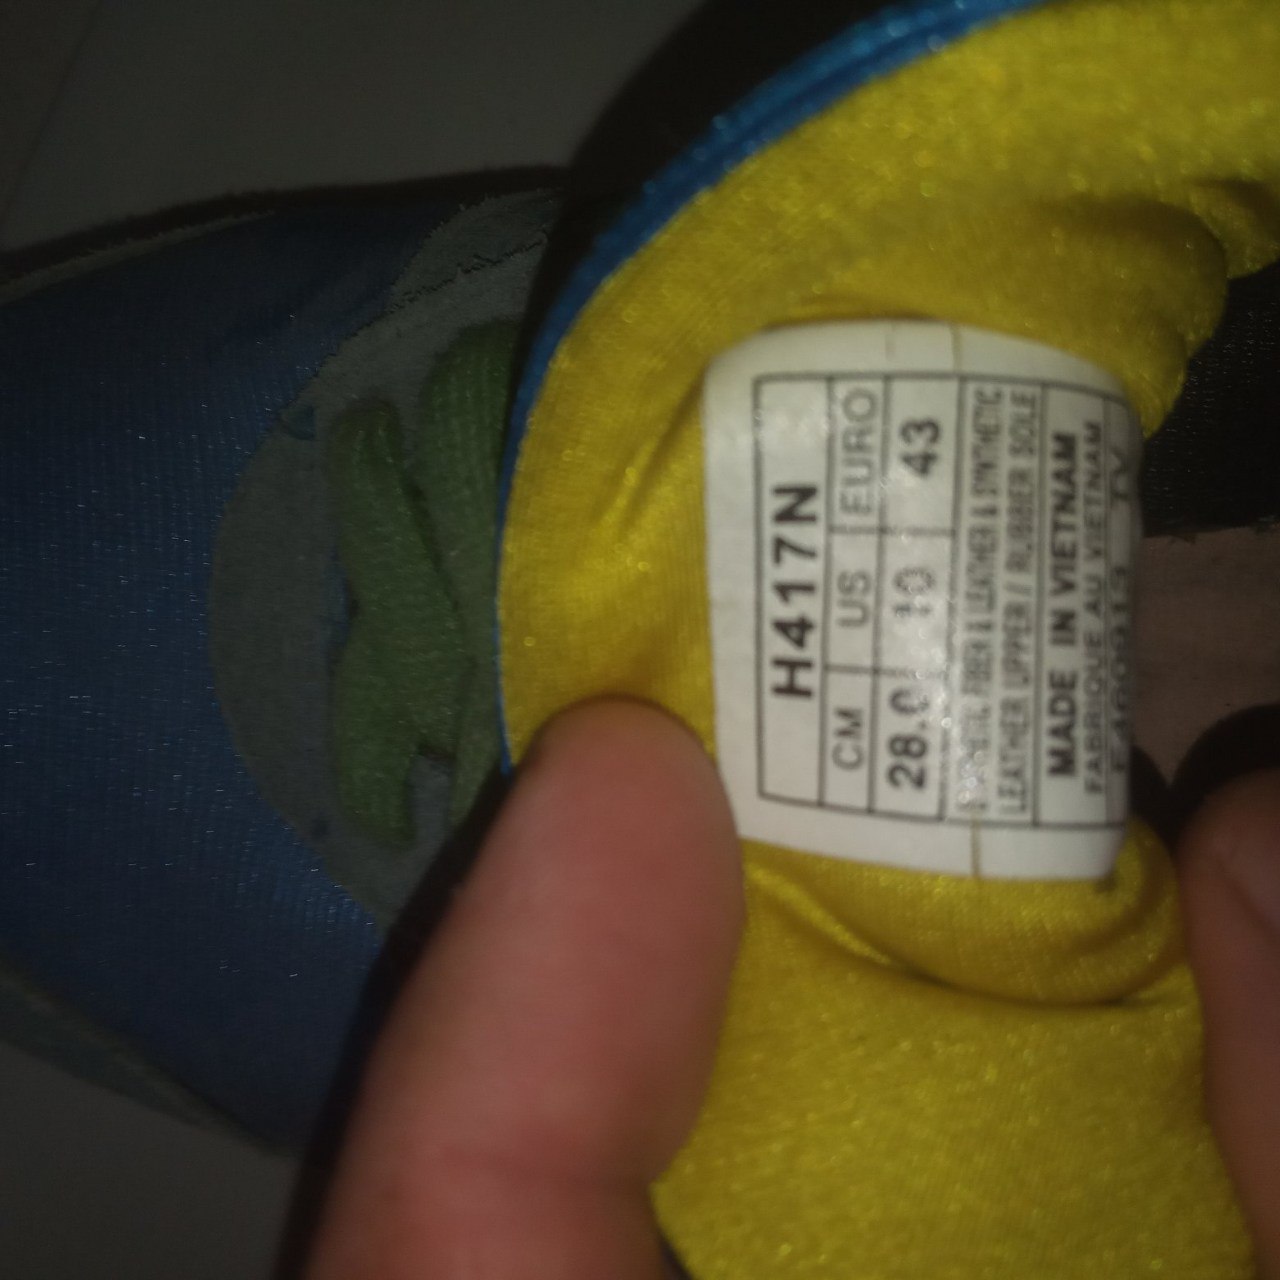 H417N
CM US EURO
28.0 10 43
SYNTHETIC FIBER & LEATHER & SYNTHETIC
LEATHER UPPER / RUBBER SOLE
MADE IN VIETNAM
FABRIQUE AU VIETNAM
TV